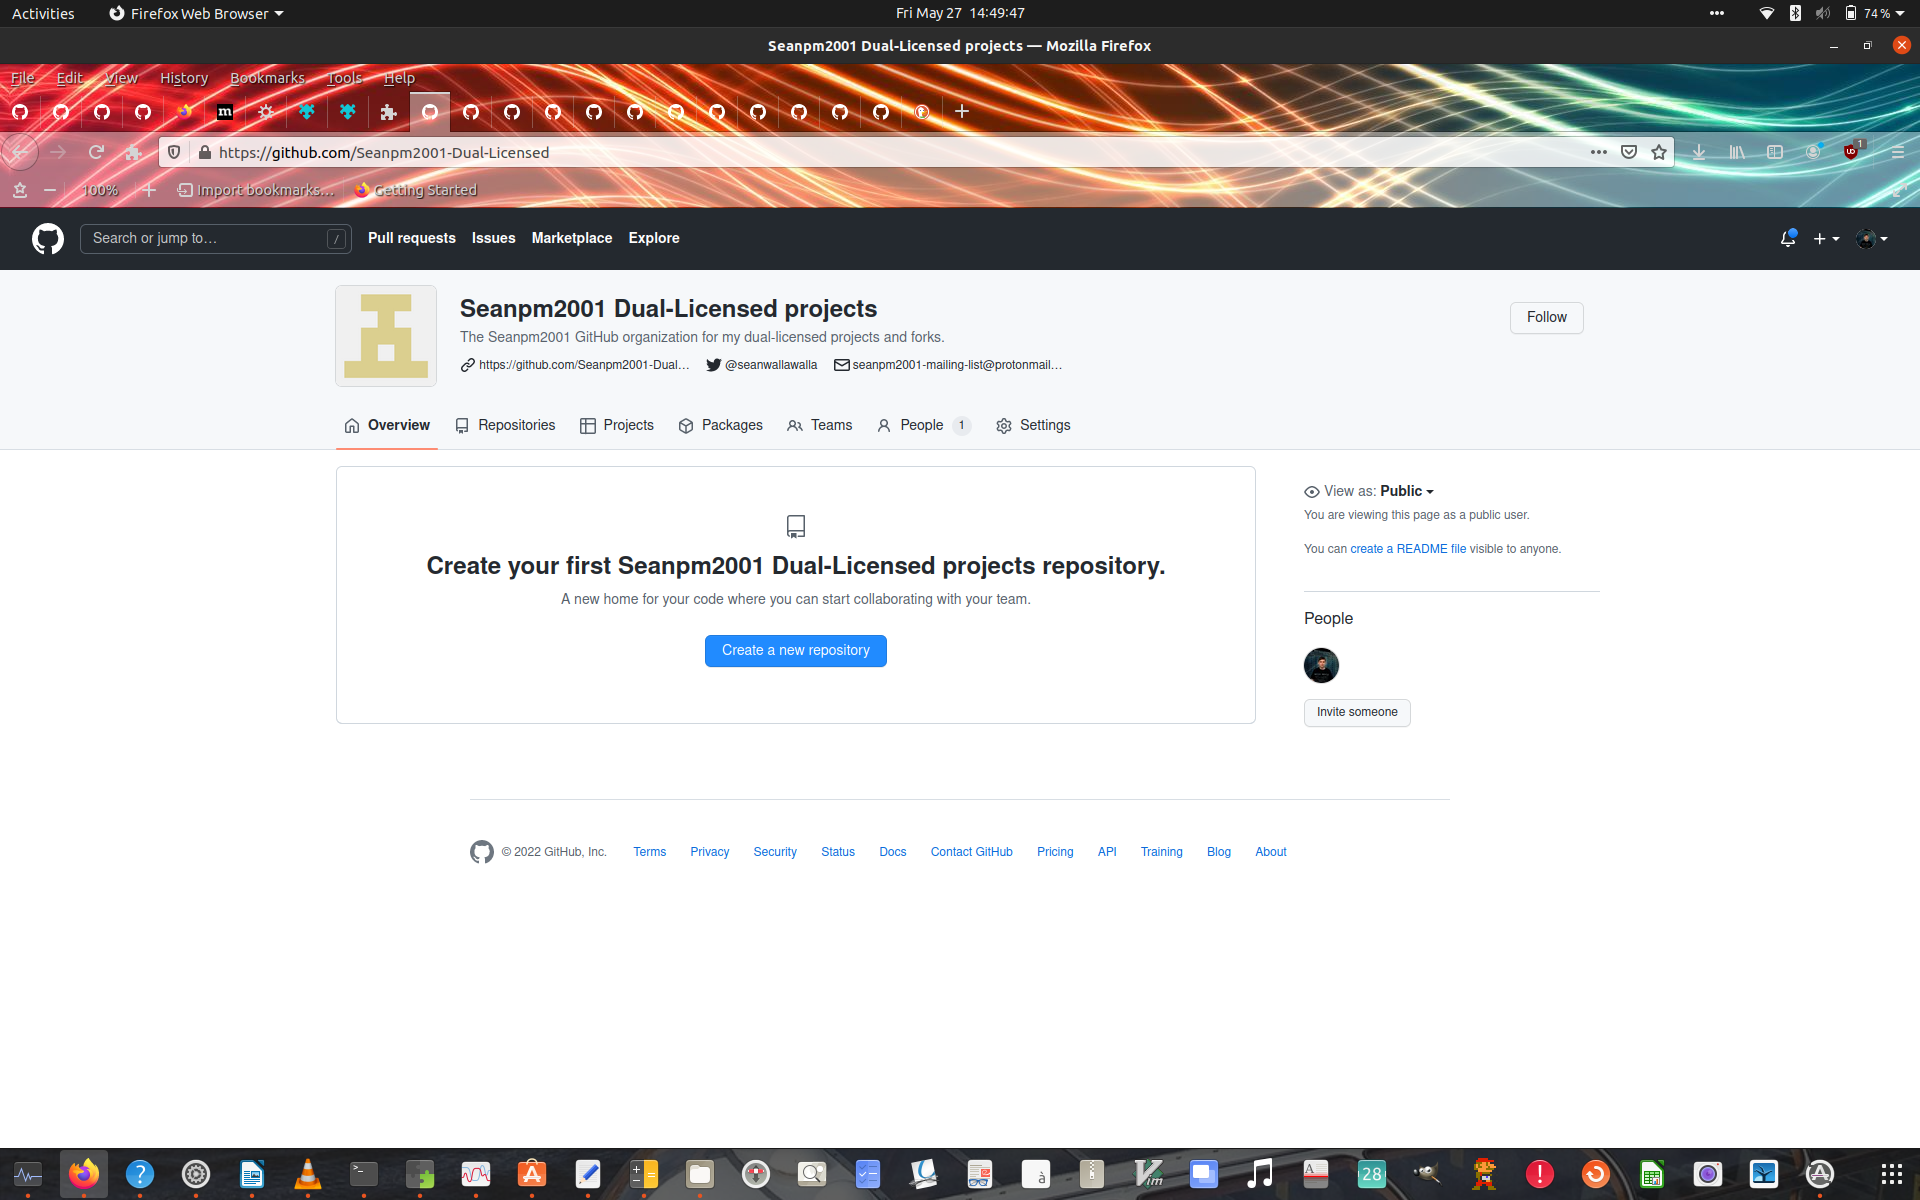 Activities Firefox Web Browser Fri May 27 14:49:47 74 %
Seanpm2001 Dual-Licensed projects — Mozilla Firefox
File Edit View History Bookmarks Tools Help
m
https://github.com/Seanpm2001-Dual-Licensed 1
100% Import bookmarks… Getting Started
Search or jump to… / Pull requests Issues Marketplace Explore
Seanpm2001 Dual-Licensed projects
Follow
The Seanpm2001 GitHub organization for my dual-licensed projects and forks.
https://github.com/Seanpm2001-Dual… @seanwallawalla seanpm2001-mailing-list@protonmail…
Overview Repositories Projects Packages Teams People 1 Settings
View as: Public
You are viewing this page as a public user.
You can create a README file visible to anyone.
Create your first Seanpm2001 Dual-Licensed projects repository.
A new home for your code where you can start collaborating with your team.
Create a new repository
People
Invite someone
© 2022 GitHub, Inc. Terms Privacy Security Status Docs Contact GitHub Pricing API Training Blog About
? >_ à Vim A 28 !